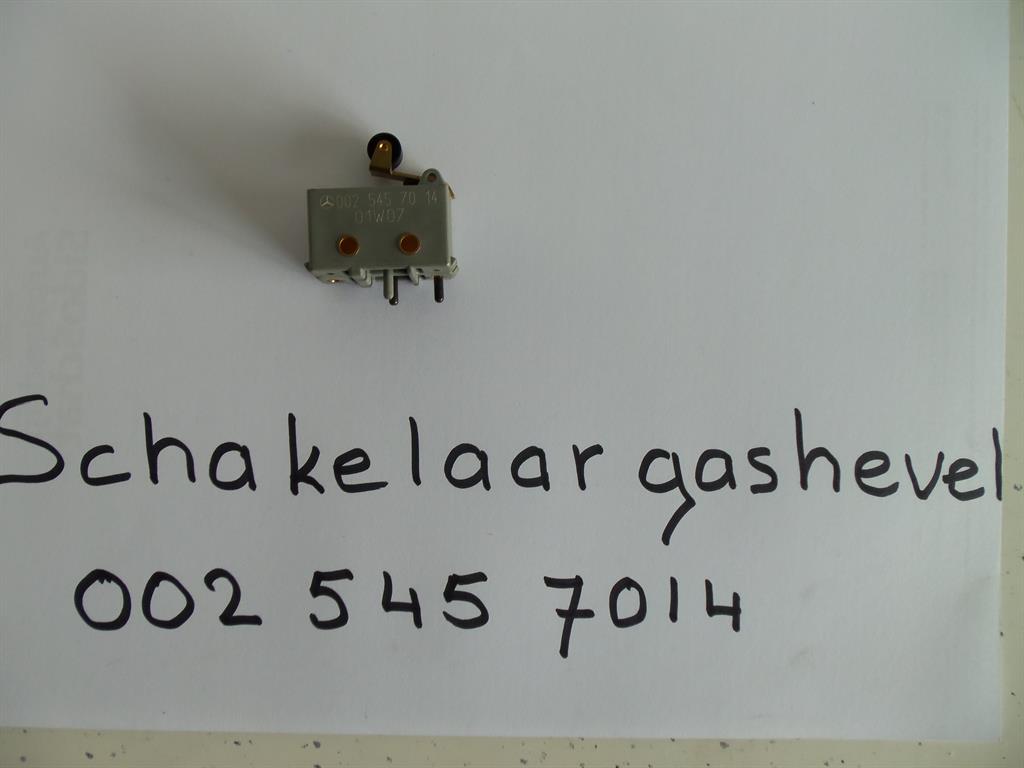 002 545 70 14
01W07
Schakelaar gashevel
002 545 7014